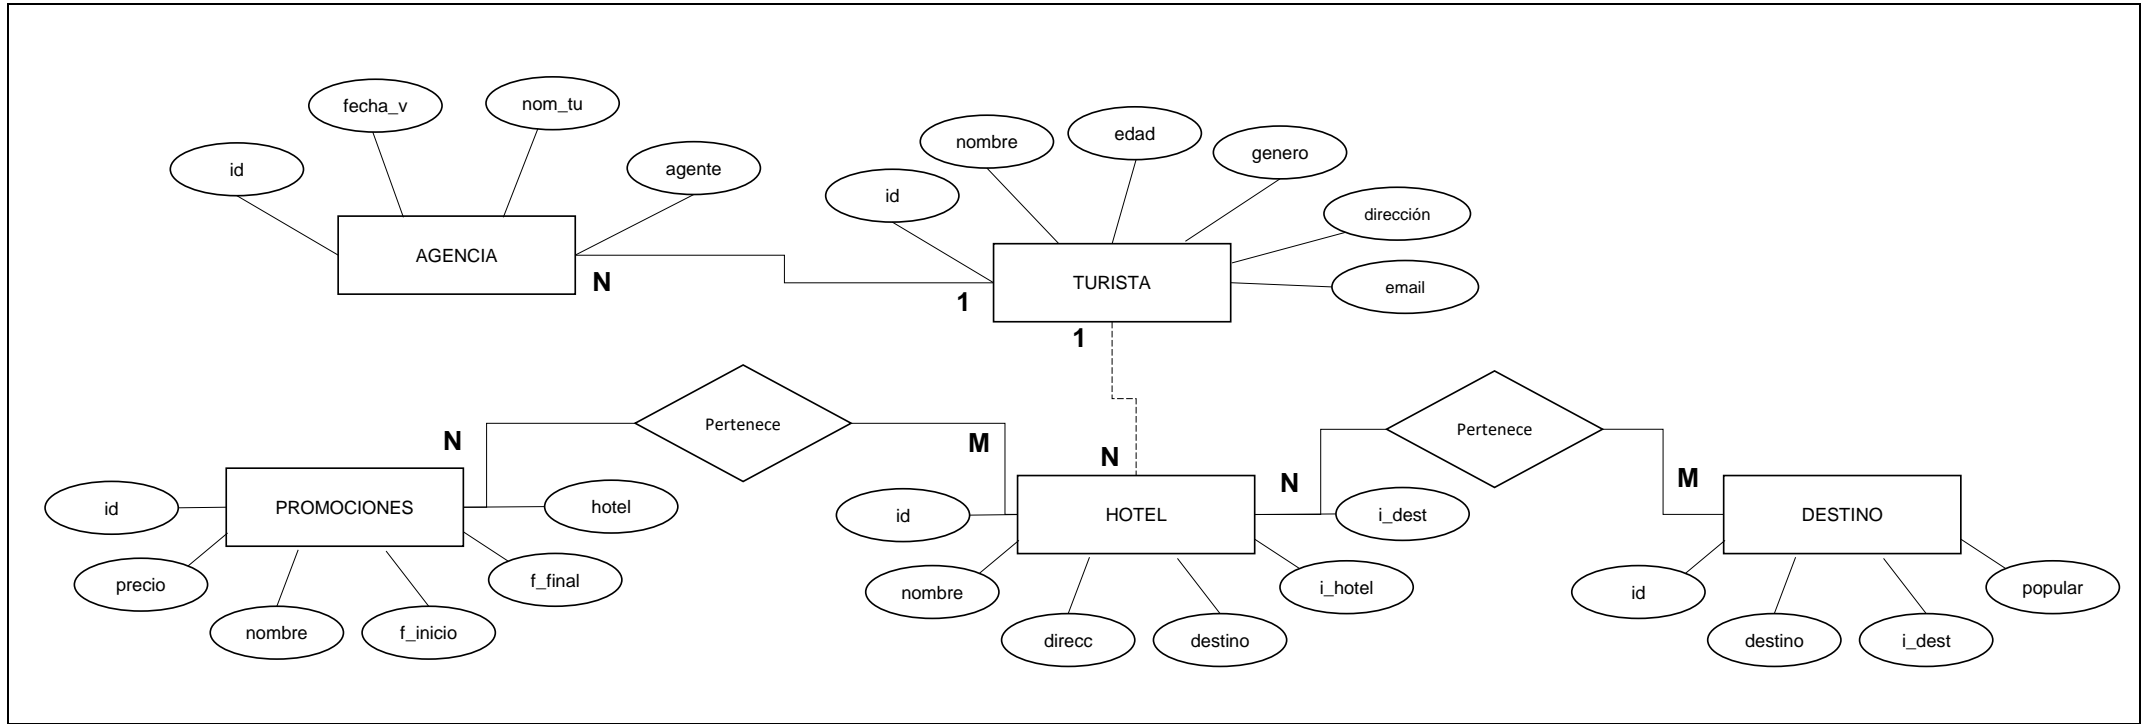 fecha_v
nom_tu
id
agente
AGENCIA
N
nombre
edad
genero
id
dirección
email
TURISTA
1
1
Pertenece
N
M
N
Pertenece
N
M
id
PROMOCIONES
hotel
precio
f_final
nombre
f_inicio
id
HOTEL
i_dest
nombre
i_hotel
direcc
destino
DESTINO
id
popular
destino
i_dest